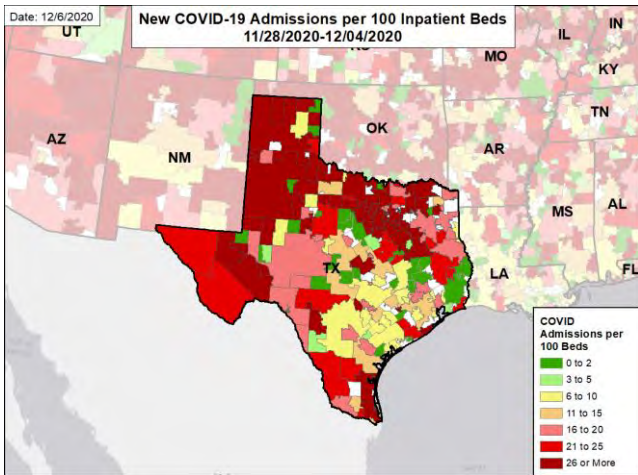 Date: 12/6/2020
New COVID-19 Admissions per 100 Inpatient Beds
11/28/2020-12/04/2020
UT
IL
IN
MO
KY
TN
OK
AZ
NM
AR
MS
AL
TX
LA
FL
COVID
Admissions per
100 Beds
0 to 2
3 to 5
6 to 10
11 to 15
16 to 20
21 to 25
26 or More